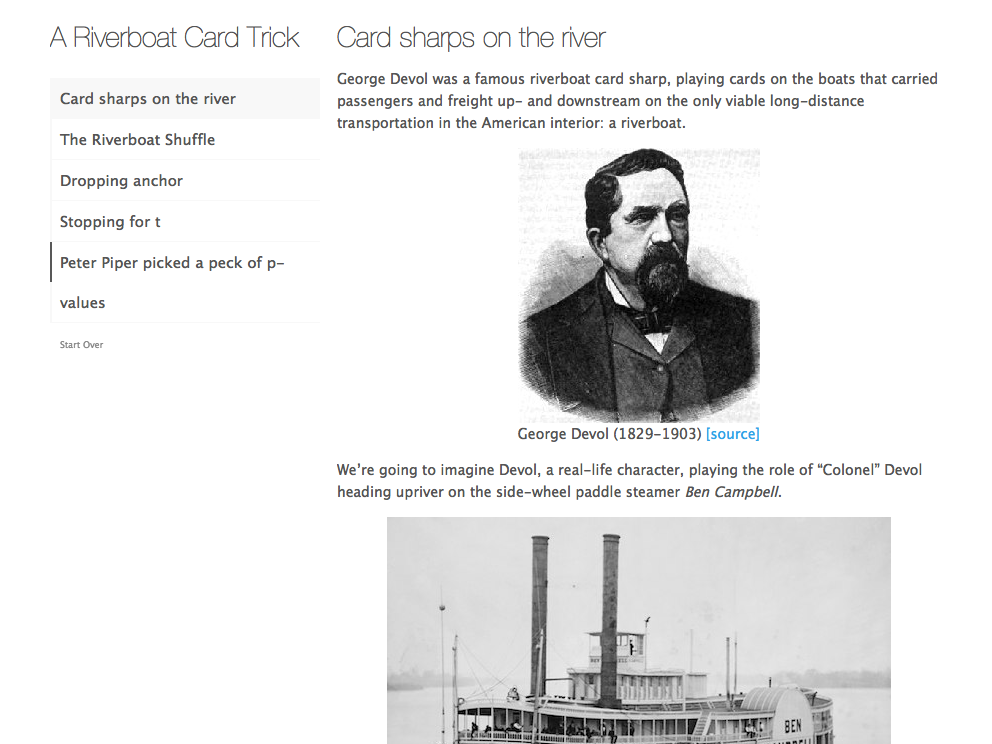 A Riverboat Card Trick
Card sharps on the river
The Riverboat Shuffle
Dropping anchor
Stopping for t
Peter Piper picked a peck of p-
values
Start Over
Card sharps on the river
George Devol was a famous riverboat card sharp, playing cards on the boats that carried
passengers and freight up- and downstream on the only viable long-distance
transportation in the American interior: a riverboat.
George Devol (1829–1903) [source]
We’re going to imagine Devol, a real-life character, playing the role of “Colonel” Devol
heading upriver on the side-wheel paddle steamer Ben Campbell.
BEN